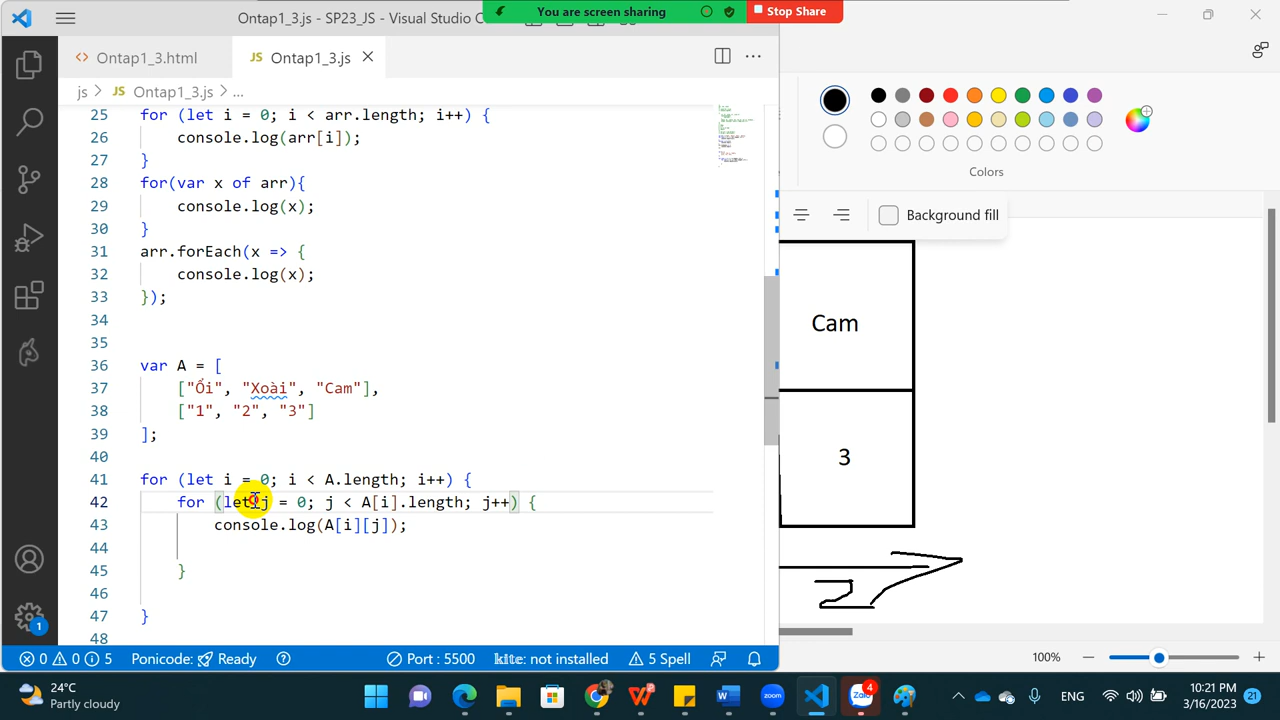 Ontap1_3.js - SP23_JS - Visual Studio C
You are screen sharing
Stop Share
Ontap1_3.html
JS Ontap1_3.js
js > JS Ontap1_3.js > ...
25 for (let i = 0; i < arr.length; i++) {
26 console.log(arr[i]);
27 }
28 for(var x of arr){
29 console.log(x);
30 }
31 arr.forEach(x => {
32 console.log(x);
33 });
34
35
36 var A = [
37 ["Ổi", "Xoài", "Cam"],
38 ["1", "2", "3"]
39 ];
40
41 for (let i = 0; i < A.length; i++) {
42 for (let j = 0; j < A[i].length; j++) {
43 console.log(A[i][j]);
44
45 }
46
47 }
48
Colors
Background fill
Cam
3
2
0 0 5 Ponicode: Ready Port : 5500 kite: not installed 5 Spell
100%
1
24°C
Partly cloudy
zoom
4
ENG
10:21 PM
3/16/2023
21